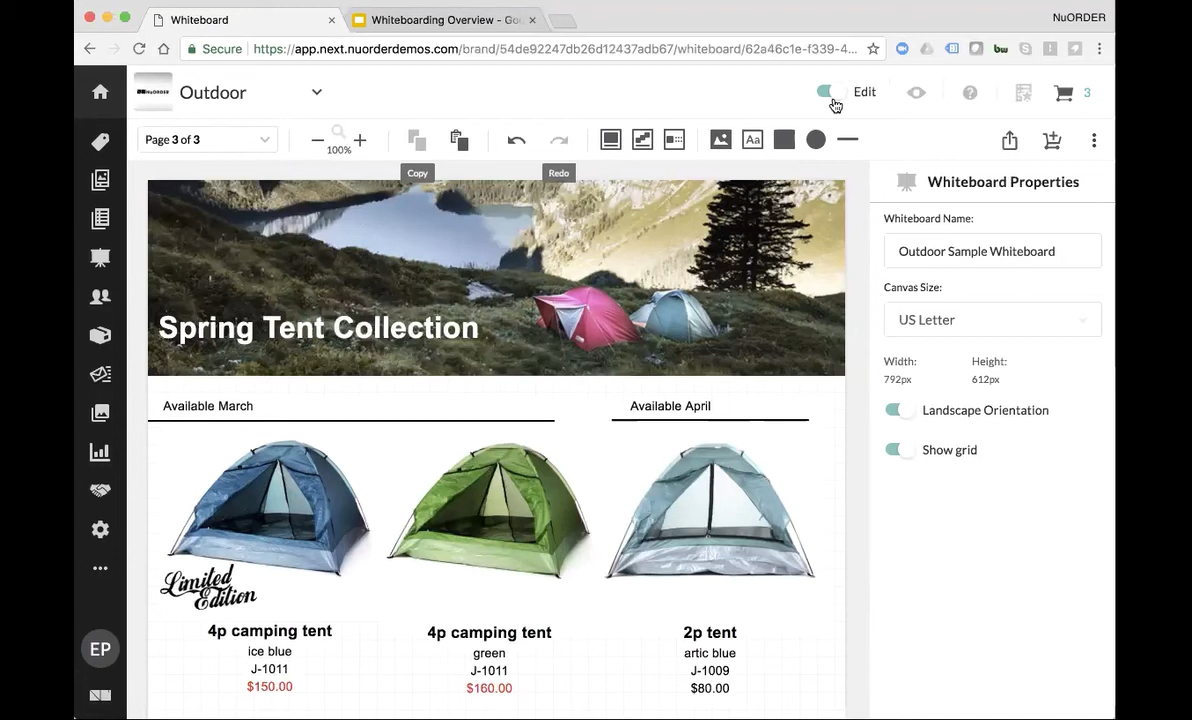 Whiteboard
Whiteboarding Overview - Go
NuORDER
Secure
https://app.next.nuorderdemos.com/brand/54de92247db26d12437adb67/whiteboard/62a46c1e-f339-4...
bw
NUORDER
Outdoor
Edit
3
Page 3 of 3
100%
Aa
Copy
Redo
Whiteboard Properties
Whiteboard Name:
Outdoor Sample Whiteboard
Canvas Size:
US Letter
Width:
Height:
792px
612px
Landscape Orientation
Show grid
Spring Tent Collection
Available March
Available April
Limited
Edition
4p camping tent
ice blue
J-1011
$150.00
4p camping tent
green
J-1011
$160.00
2p tent
artic blue
J-1009
$80.00
EP